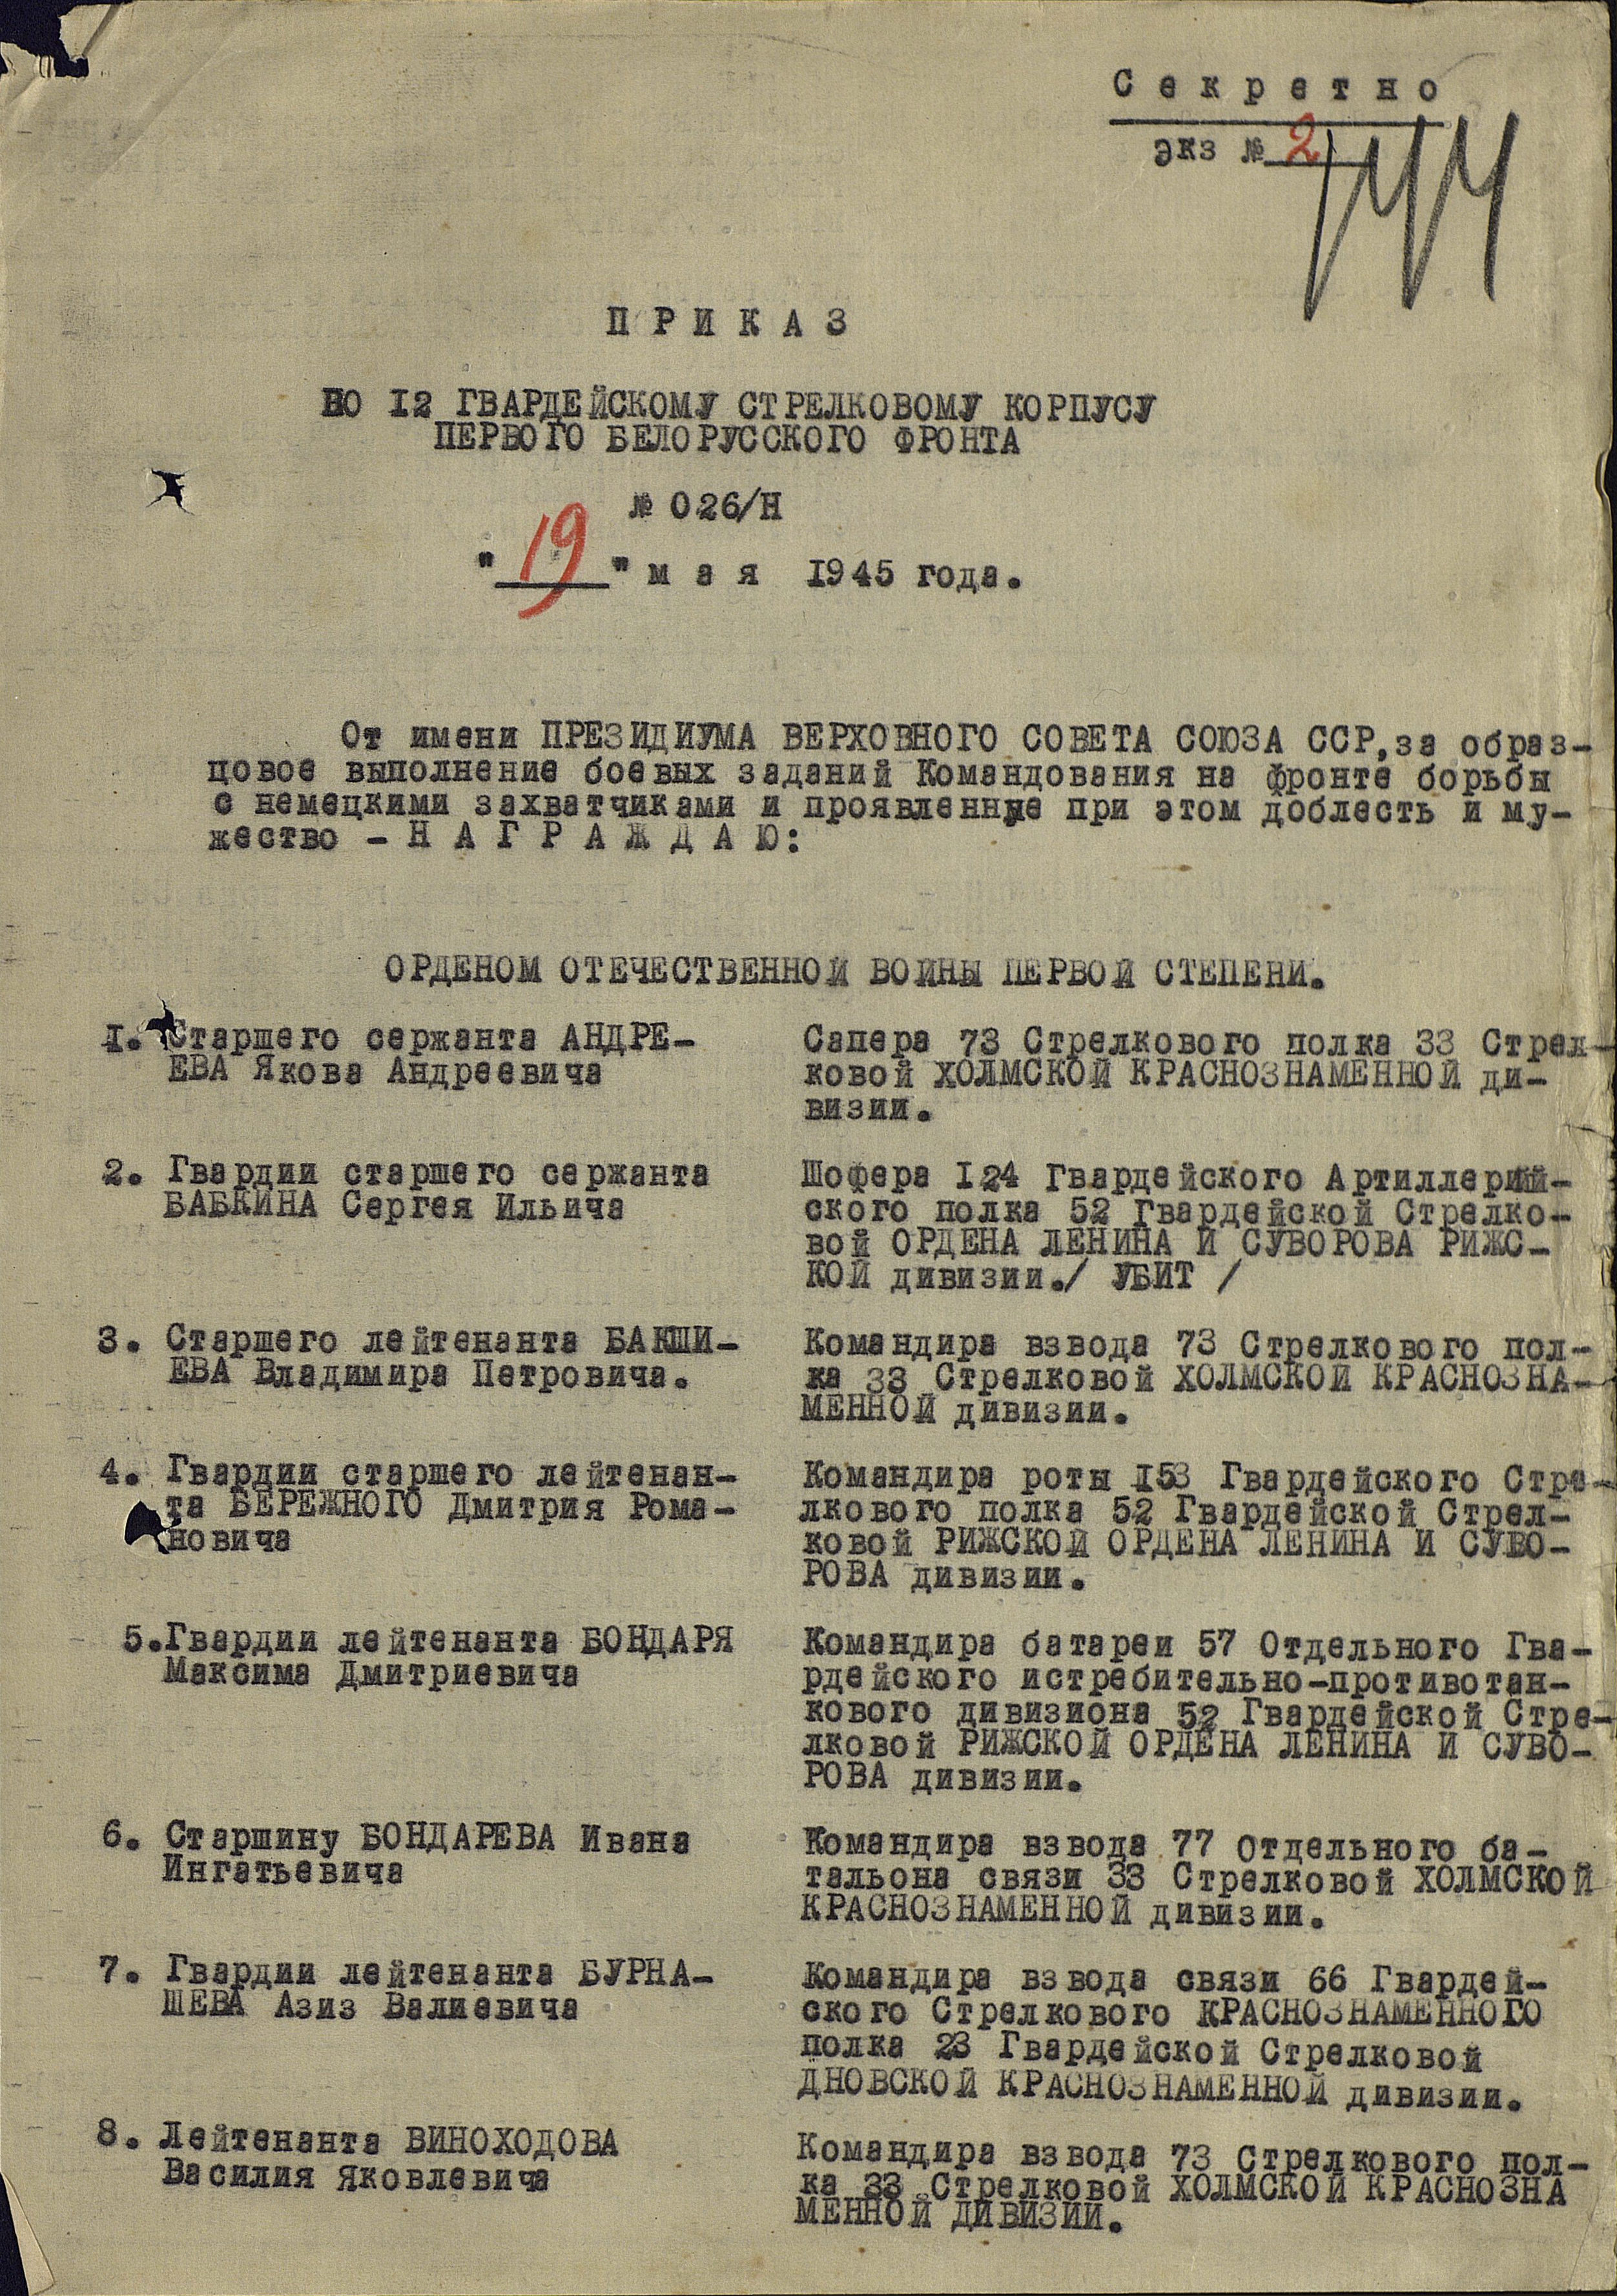 Секретно
экз № 2
144
ПРИКАЗ
ПО 12 ГВАРДЕЙСКОМУ СТРЕЛКОВОМУ КОРПУСУ
ПЕРВОГО БЕЛОРУССКОГО ФРОНТА
№ 026/Н
"19" мая 1945 года.
От имени ПРЕЗИДИУМА ВЕРХОВНОГО СОВЕТА СОЮЗА ССР, за образ-
цовое выполнение боевых заданий Командования на фронте борьбы
с немецкими захватчиками и проявленные при этом доблесть и му-
жество - НАГРАЖДАЮ:
ОРДЕНОМ ОТЕЧЕСТВЕННОЙ ВОЙНЫ ПЕРВОЙ СТЕПЕНИ.
1. Старшего сержанта АНДРЕ-
ЕВА Якова Андреевича
Сапера 73 Стрелкового полка 33 Стрел-
ковой ХОЛМСКОЙ КРАСНОЗНАМЕННОЙ ди-
визии.
2. Гвардии старшего сержанта
БАБКИНА Сергея Ильича
Шофера 124 Гвардейского Артиллерий-
ского полка 52 Гвардейской Стрелко-
вой ОРДЕНА ЛЕНИНА И СУВОРОВА РИЖС-
КОЙ дивизии./ УБИТ /
3. Старшего лейтенанта БАКШИ-
ЕВА Владимира Петровича.
Командира взвода 73 Стрелкового пол-
ка 33 Стрелковой ХОЛМСКОЙ КРАСНОЗНА-
МЕННОЙ дивизии.
4. Гвардии старшего лейтенан-
та БЕРЕЖНОГО Дмитрия Рома-
новича
Командира роты 153 Гвардейского Стре-
лкового полка 52 Гвардейской Стрел-
ковой РИЖСКОЙ ОРДЕНА ЛЕНИНА И СУВО-
РОВА дивизии.
5. Гвардии лейтенанта БОНДАРЯ
Максима Дмитриевича
Командира батареи 57 Отдельного Гва-
рдейского истребительно-противотан-
кового дивизиона 52 Гвардейской Стре-
лковой РИЖСКОЙ ОРДЕНА ЛЕНИНА И СУВО-
РОВА дивизии.
6. Старшину БОНДАРЕВА Ивана
Ингатьевича
Командира взвода 77 Отдельного ба-
тальона связи 33 Стрелковой ХОЛМСКОЙ
КРАСНОЗНАМЕННОЙ дивизии.
7. Гвардии лейтенанта БУРНА-
ШЕВА Азиз Валиевича
Командира взвода связи 66 Гвардей-
ского Стрелкового КРАСНОЗНАМЕННОГО
полка 23 Гвардейской Стрелковой
ДНОВСКОЙ КРАСНОЗНАМЕННОЙ дивизии.
8. Лейтенанта ВИНОХОДОВА
Василия Яковлевича
Командира взвода 73 Стрелкового пол-
ка 33 Стрелковой ХОЛМСКОЙ КРАСНОЗНА
МЕННОЙ ДИВИЗИИ.